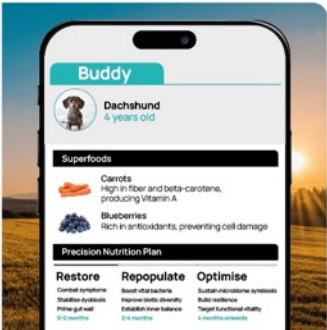 Buddy
Dachshund
4 years old
Superfoods
Carrots
High in fiber and beta-carotene,
producing Vitamin A
Blueberries
Rich in antioxidants, preventing cell damage
Precision Nutrition Plan
Restore Repopulate Optimise
Combat symptoms Boost vital bacteria Sustain microbiome symbiosis
Stabilise dysbiosis Improve biotic diversity Build resilience
Prime gut wall Establish inner balance Target functional vitality
0-2 months 2-4 months 4 months onwards